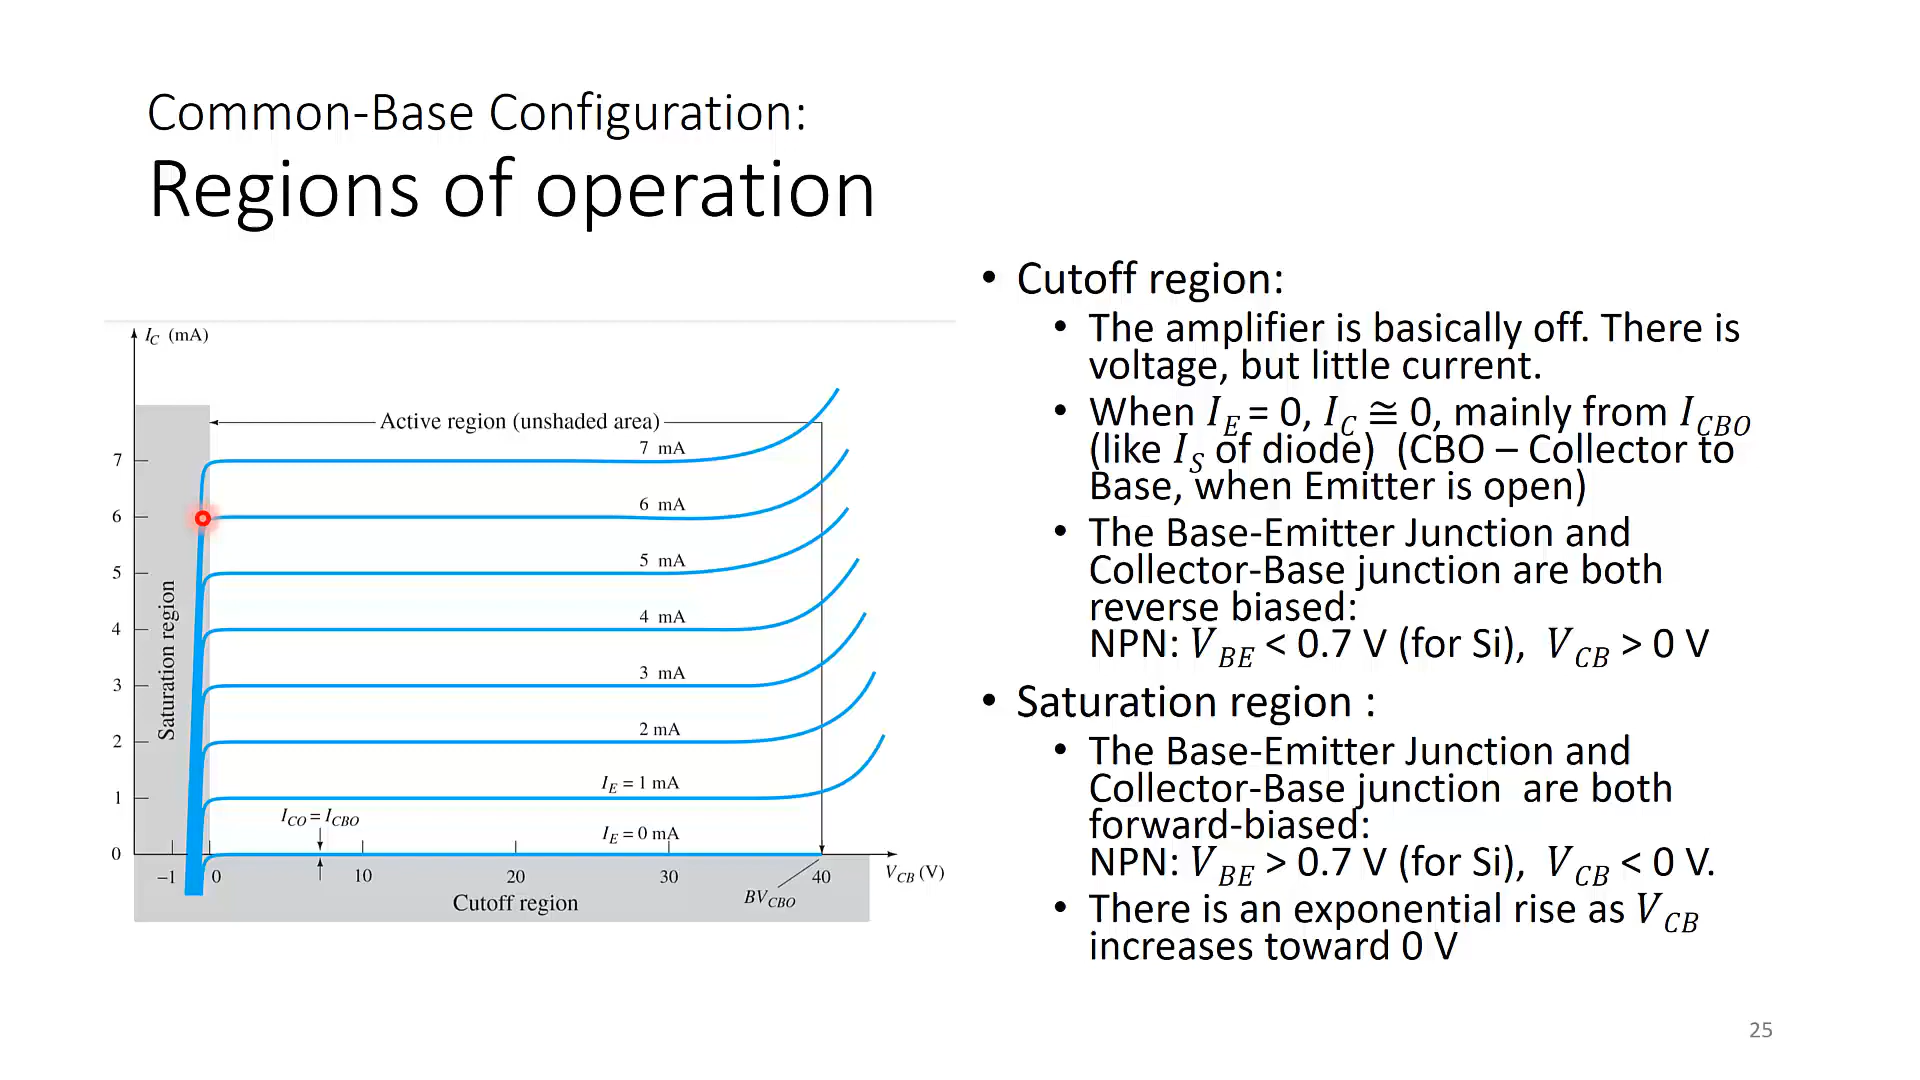 Common-Base Configuration:
Regions of operation
I_C (mA)
Active region (unshaded area)
7 mA
6 mA
5 mA
4 mA
3 mA
2 mA
I_E = 1 mA
I_E = 0 mA
I_CO = I_CBO
7
6
5
4
3
2
1
0
Saturation region
−1 0 10 20 30 40 V_CB (V)
BV_CBO
Cutoff region
• Cutoff region:
• The amplifier is basically off. There is
voltage, but little current.
• When I_E = 0, I_C ≅ 0, mainly from I_CBO
(like I_S of diode) (CBO – Collector to
Base, when Emitter is open)
• The Base-Emitter Junction and
Collector-Base junction are both
reverse biased:
NPN: V_BE < 0.7 V (for Si), V_CB > 0 V
• Saturation region :
• The Base-Emitter Junction and
Collector-Base junction are both
forward-biased:
NPN: V_BE > 0.7 V (for Si), V_CB < 0 V.
• There is an exponential rise as V_CB
increases toward 0 V
25